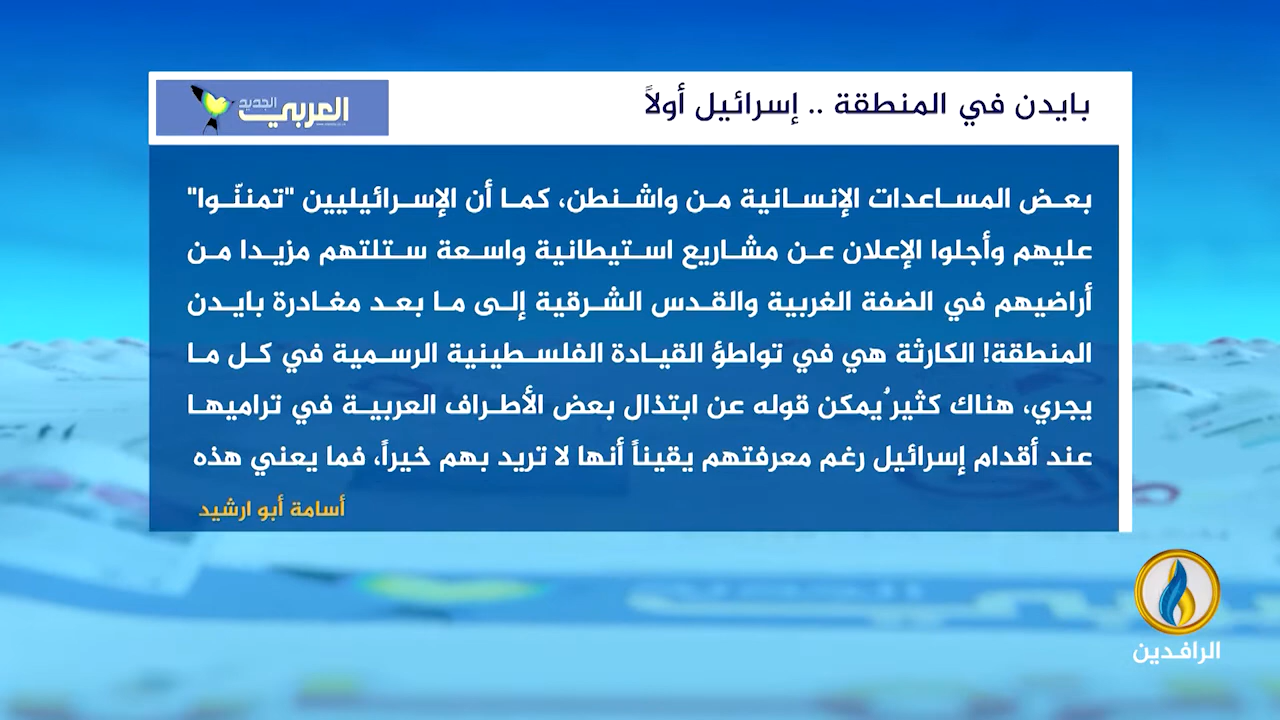 بايدن في المنطقة .. إسرائيل أولاً
العربي الجديد
بعض المساعدات الإنسانية من واشنطن، كما أن الإسرائيليين "تمننّوا"
عليهم وأجلوا الإعلان عن مشاريع استيطانية واسعة ستلتهم مزيدا من
أراضيهم في الضفة الغربية والقدس الشرقية إلى ما بعد مغادرة بايدن
المنطقة! الكارثة هي في تواطؤ القيادة الفلسطينية الرسمية في كل ما
يجري، هناك كثيرُ يمكن قوله عن ابتذال بعض الأطراف العربية في تراميها
عند أقدام إسرائيل رغم معرفتهم يقيناً أنها لا تريد بهم خيراً، فما يعني هذه
أسامة أبو ارشيد
الرافدين